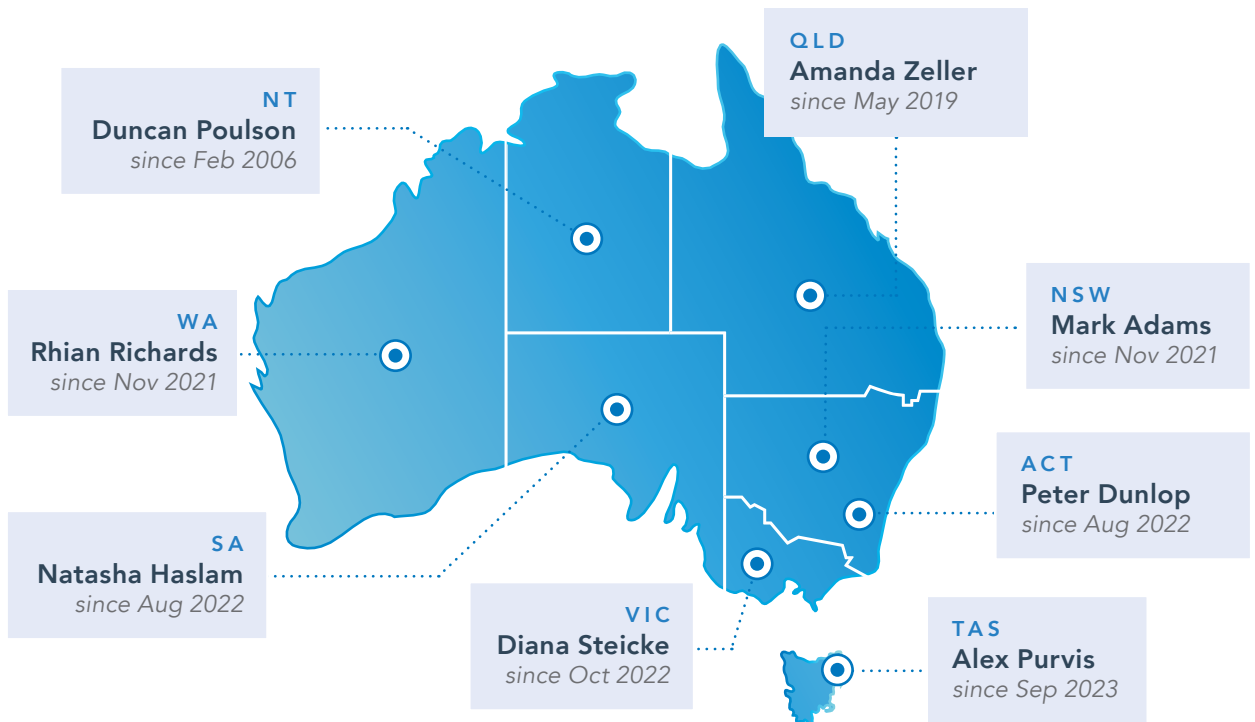 QLD
Amanda Zeller
since May 2019
NT
Duncan Poulson
since Feb 2006
NSW
Mark Adams
since Nov 2021
WA
Rhian Richards
since Nov 2021
ACT
Peter Dunlop
since Aug 2022
SA
Natasha Haslam
since Aug 2022
VIC
Diana Steicke
since Oct 2022
TAS
Alex Purvis
since Sep 2023